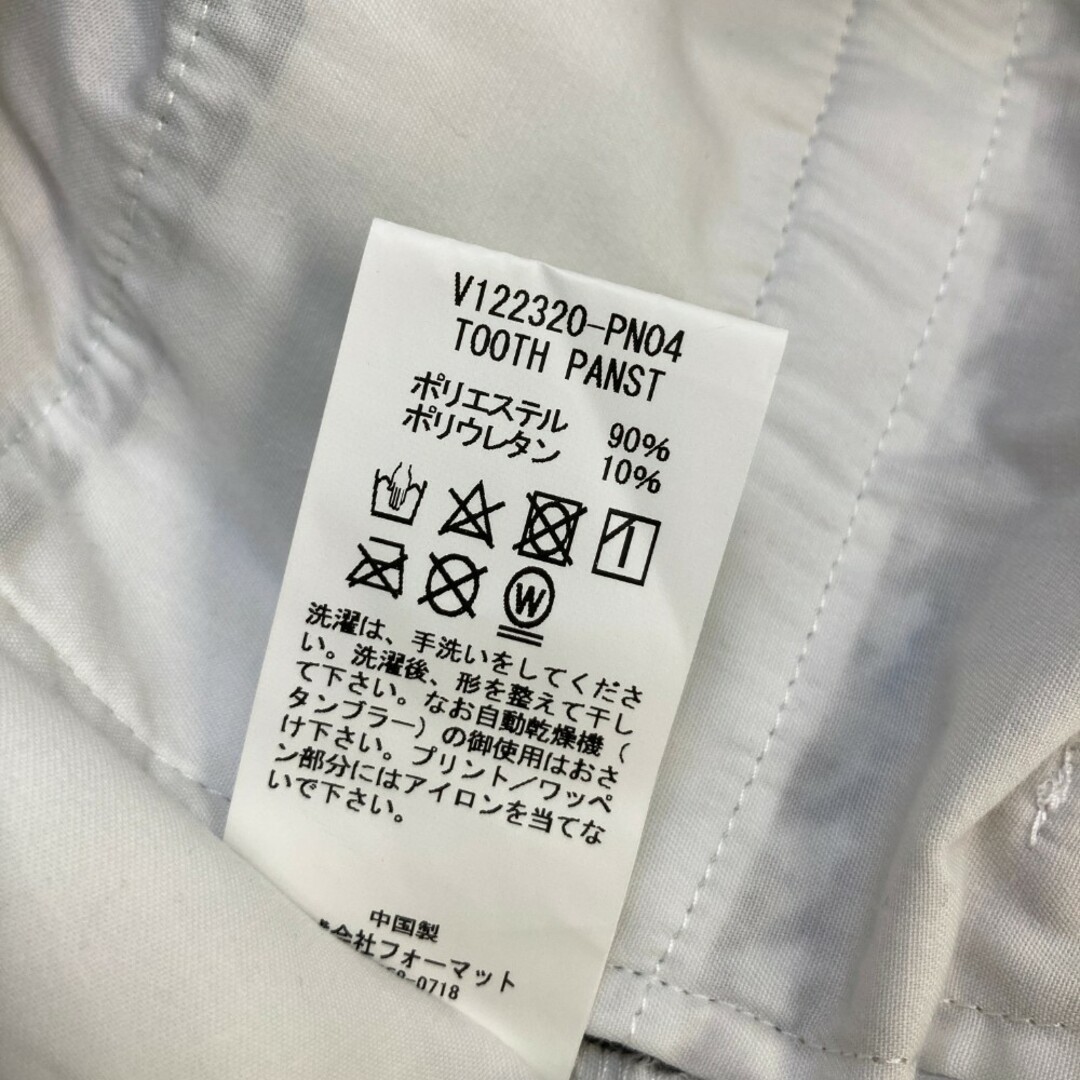 V122320-PN04
TOOTH PANST
ポリエステル 90%
ポリウレタン 10%
W
洗濯は、手洗いをしてくださ
い。洗濯後、形を整えて干し
て下さい。なお自動乾燥機(
タンブラー)の御使用はおさ
け下さい。プリント/ワッペ
ン部分にはアイロンを当てな
いで下さい。
中国製
会社フォーマット
-0718